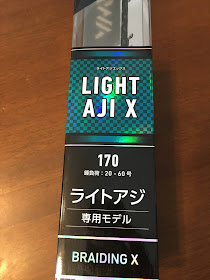 ライトアジエックス
LIGHT
AJI X
170
錘負荷：20-60号
ライトアジ
専用モデル
BRAIDING X